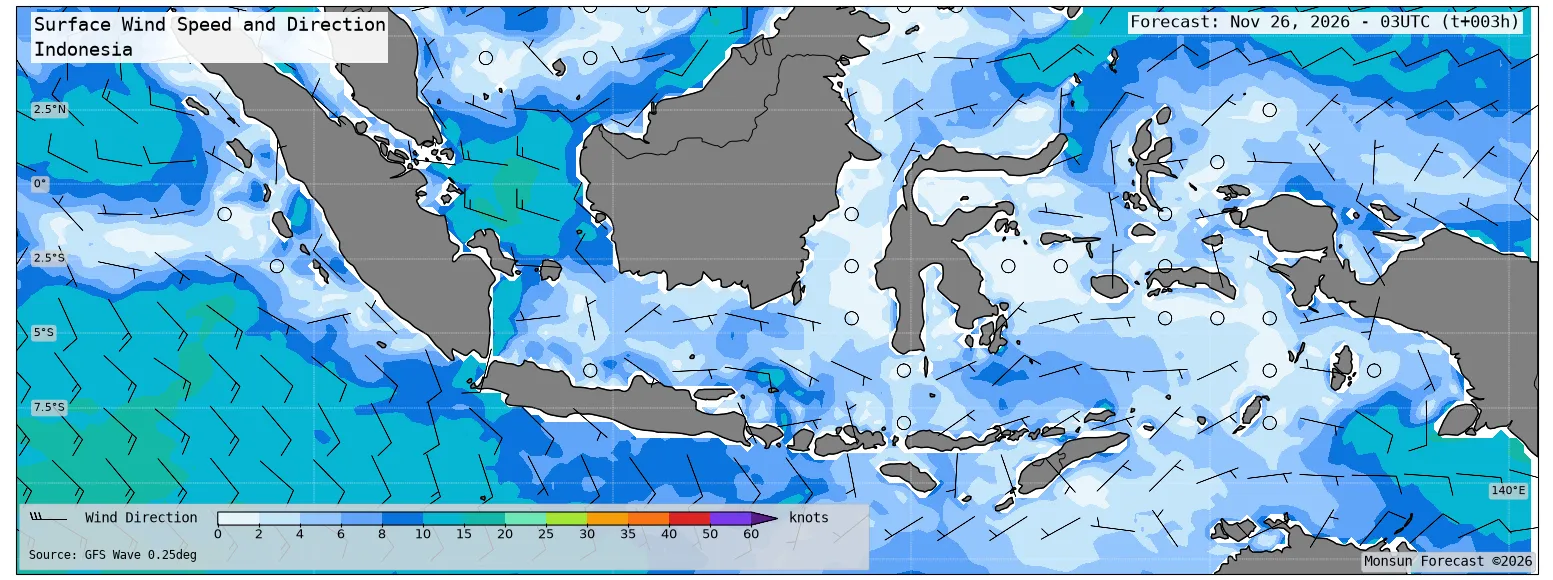 Surface Wind Speed and Direction
Indonesia
Forecast: Nov 26, 2026 - 03UTC (t+003h)
2.5°N
0°
2.5°S
5°S
7.5°S
140°E
Wind Direction
0 2 4 6 8 10 15 20 25 30 35 40 50 60 knots
Source: GFS Wave 0.25deg
Monsun Forecast ©2026